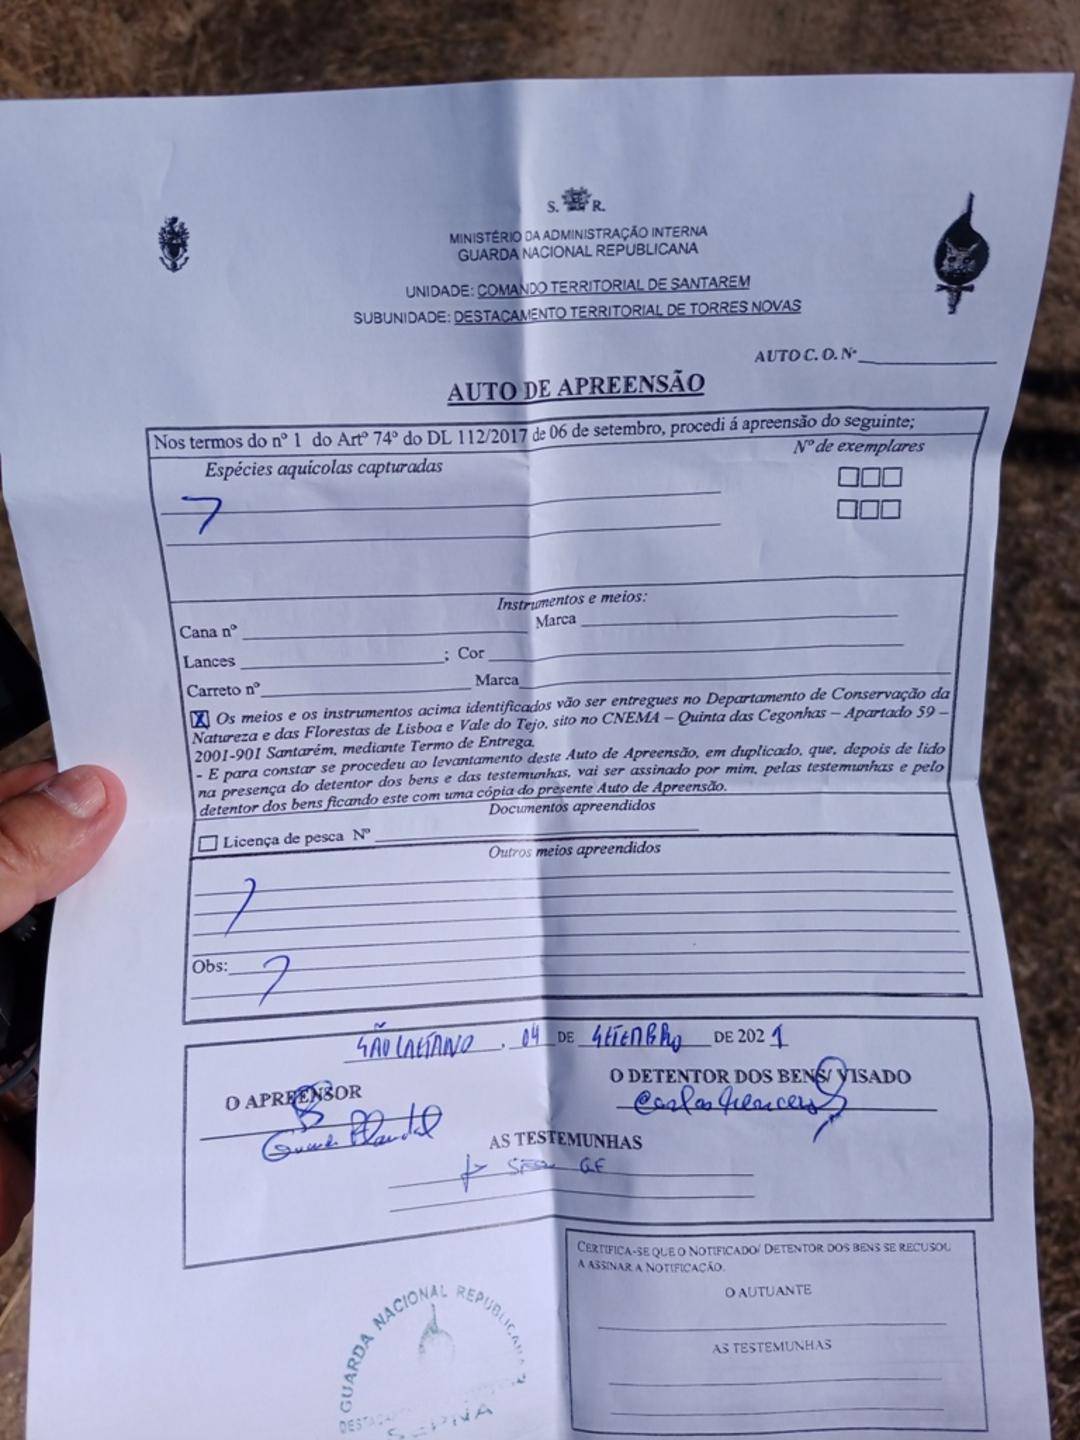 S. R.
MINISTÉRIO DA ADMINISTRAÇÃO INTERNA
GUARDA NACIONAL REPUBLICANA
UNIDADE: COMANDO TERRITORIAL DE SANTAREM
SUBUNIDADE: DESTACAMENTO TERRITORIAL DE TORRES NOVAS
AUTO C. O. Nº
AUTO DE APREENSÃO
Nos termos do nº 1 do Artº 74º do DL 112/2017 de 06 de setembro, procedi á apreensão do seguinte;
Espécies aquícolas capturadas Nº de exemplares
Instrumentos e meios:
Cana nº Marca
Lances ; Cor
Carreto nº Marca
X Os meios e os instrumentos acima identificados vão ser entregues no Departamento de Conservação da
Natureza e das Florestas de Lisboa e Vale do Tejo, sito no CNEMA – Quinta das Cegonhas – Apartado 59 –
2001-901 Santarém, mediante Termo de Entrega.
- E para constar se procedeu ao levantamento deste Auto de Apreensão, em duplicado, que, depois de lido
na presença do detentor dos bens e das testemunhas, vai ser assinado por mim, pelas testemunhas e pelo
detentor dos bens ficando este com uma cópia do presente Auto de Apreensão.
Documentos apreendidos
Licença de pesca Nº
Outros meios apreendidos
Obs:
SÃO CAETANO, 04 DE SETEMBRO DE 2021
O APREENSOR
O DETENTOR DOS BENS/ VISADO
AS TESTEMUNHAS
CERTIFICA-SE QUE O NOTIFICADO/ DETENTOR DOS BENS SE RECUSOU
A ASSINAR A NOTIFICAÇÃO.
O AUTUANTE
AS TESTEMUNHAS
GUARDA NACIONAL REPUBLICANA
SEPNA